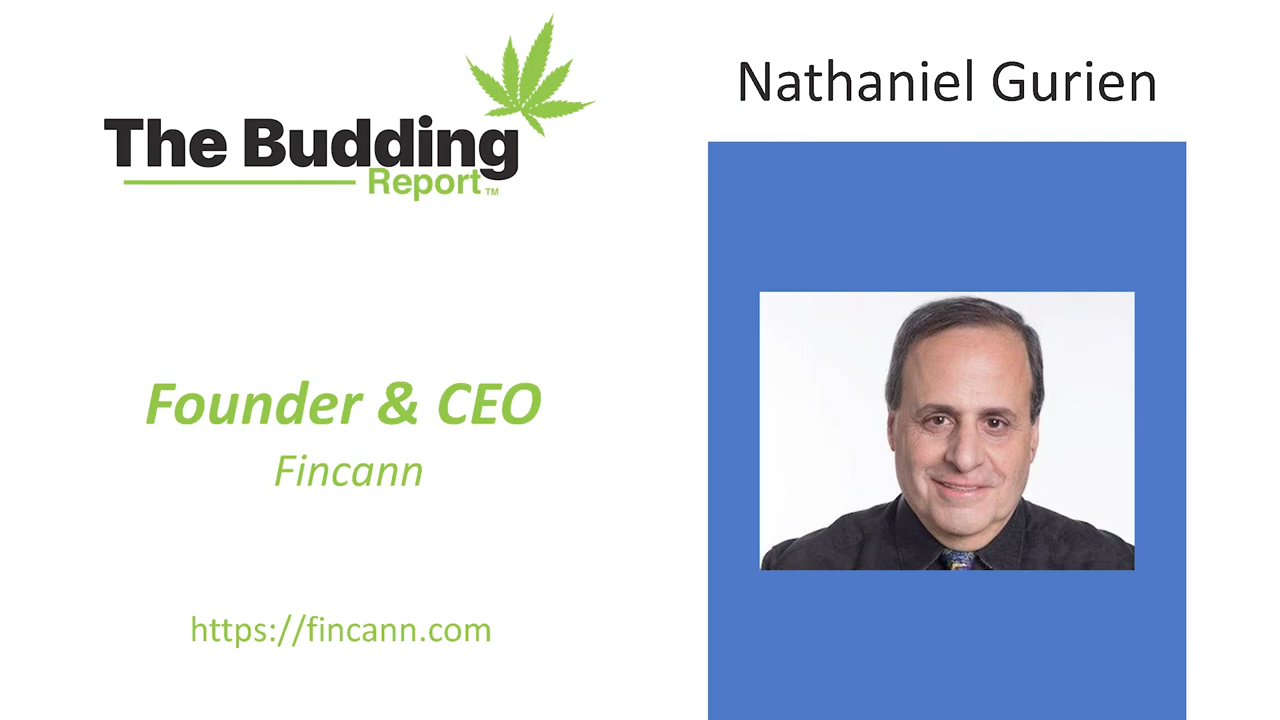 The Budding
Report™
Nathaniel Gurien
Founder & CEO
Fincann
https://fincann.com